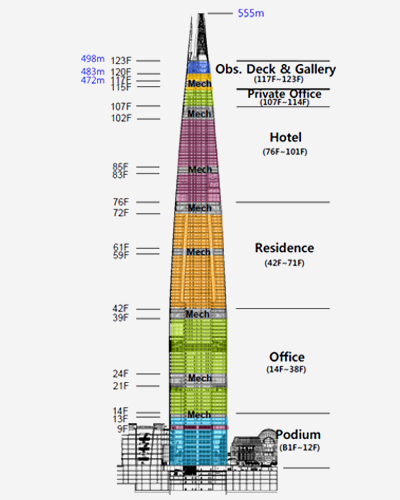 555m
498m 123F
483m 120F
472m 117F
115F
107F
102F
85F
83F
76F
72F
61F
59F
42F
39F
24F
21F
14F
13F
9F
Mech
Mech
Mech
Mech
Mech
Mech
Mech
Mech
Obs. Deck & Gallery
(117F~123F)
Private Office
(107F~114F)
Hotel
(76F~101F)
Residence
(42F~71F)
Office
(14F~38F)
Podium
(B1F~12F)